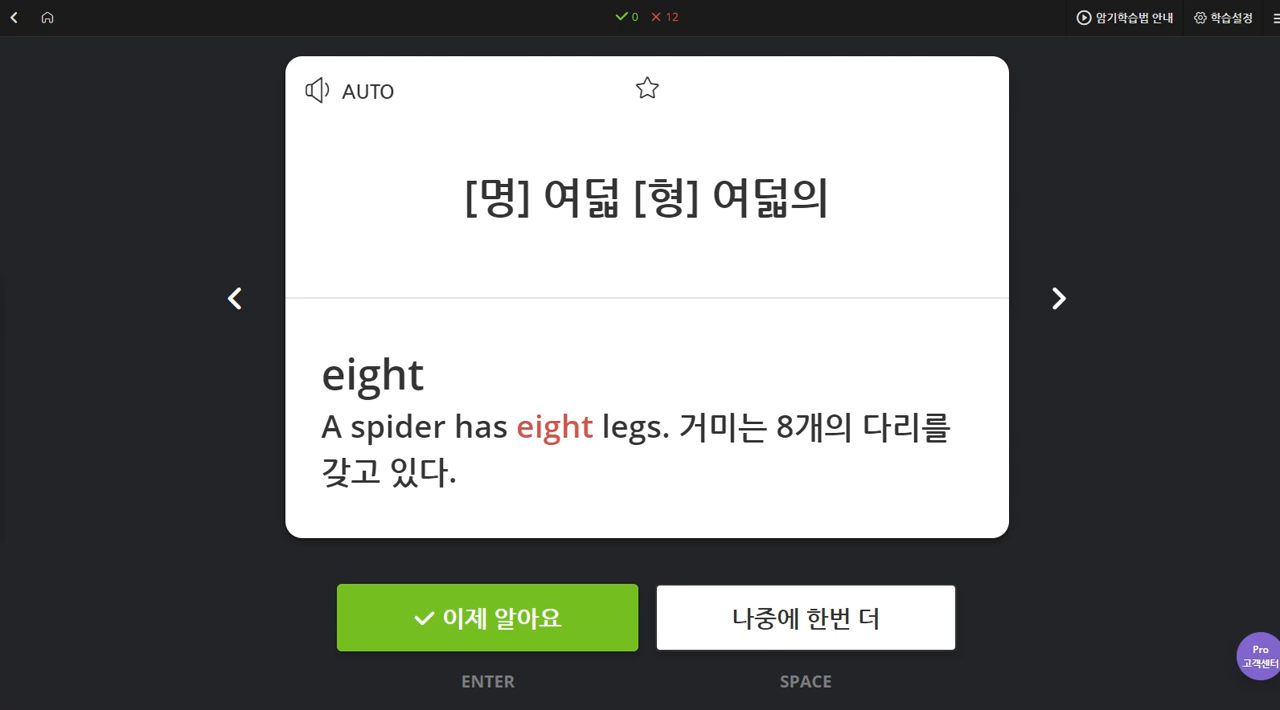 0 12 암기학습법 안내 학습설정
AUTO
[명] 여덟 [형] 여덟의
eight
A spider has eight legs. 거미는 8개의 다리를
갖고 있다.
이제 알아요 나중에 한번 더
Pro
고객센터
ENTER SPACE